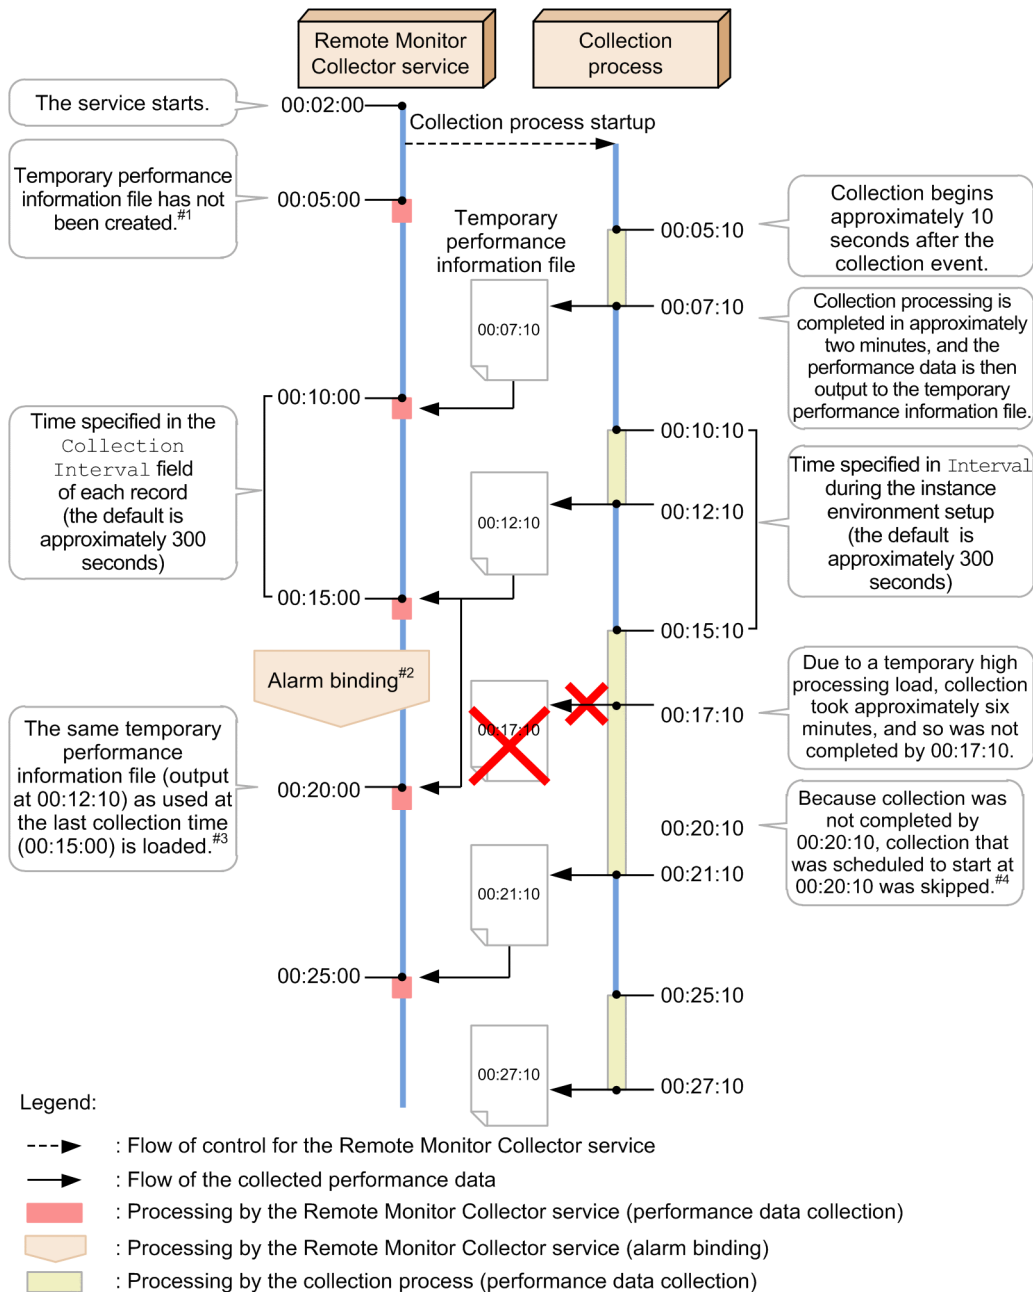 Remote Monitor
Collector service
Collection
process
The service starts.
00:02:00
Collection process startup
Temporary performance
information file has not
been created.#1
00:05:00
Temporary
performance
information file
00:05:10
Collection begins
approximately 10
seconds after the
collection event.
00:07:10
00:07:10
Collection processing is
completed in approximately
two minutes, and the
performance data is then
output to the temporary
performance information file.
00:10:00
Time specified in the
Collection
Interval field
of each record
(the default is
approximately 300
seconds)
00:10:10
00:12:10
00:12:10
Time specified in Interval
during the instance
environment setup
(the default is
approximately 300
seconds)
00:15:00
00:15:10
Alarm binding#2
00:17:10
00:17:10
Due to a temporary high
processing load, collection
took approximately six
minutes, and so was not
completed by 00:17:10.
The same temporary
performance
information file (output
at 00:12:10) as used at
the last collection time
(00:15:00) is loaded.#3
00:20:00
00:20:10
Because collection was
not completed by
00:20:10, collection that
was scheduled to start at
00:20:10 was skipped.#4
00:21:10
00:21:10
00:25:00
00:25:10
00:27:10
00:27:10
Legend:
: Flow of control for the Remote Monitor Collector service
: Flow of the collected performance data
: Processing by the Remote Monitor Collector service (performance data collection)
: Processing by the Remote Monitor Collector service (alarm binding)
: Processing by the collection process (performance data collection)